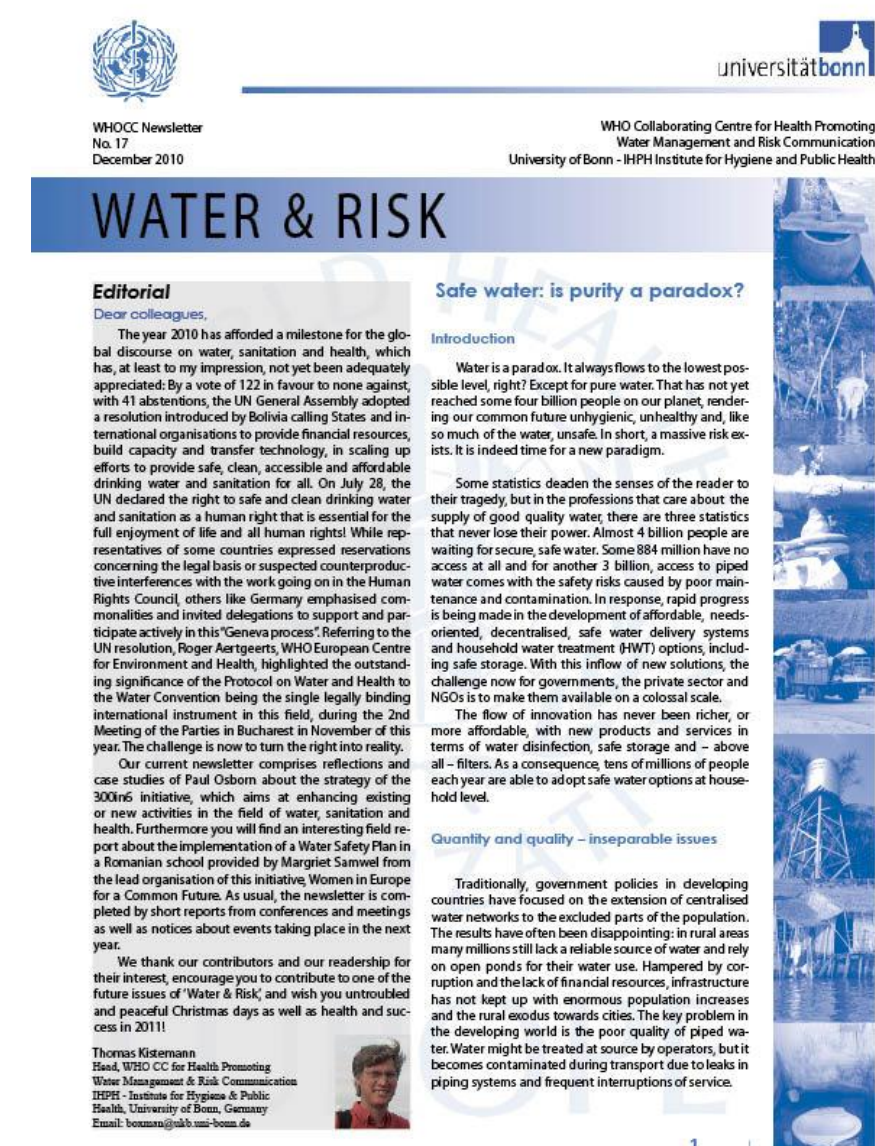 universitätbonn
WHOCC Newsletter
No. 17
December 2010
WHO Collaborating Centre for Health Promoting
Water Management and Risk Communication
University of Bonn - IHPH Institute for Hygiene and Public Health
WATER & RISK
Editorial
Dear colleagues,
The year 2010 has afforded a milestone for the glo-
bal discourse on water, sanitation and health, which
has, at least to my impression, not yet been adequately
appreciated: By a vote of 122 in favour to none against,
with 41 abstentions, the UN General Assembly adopted
a resolution introduced by Bolivia calling States and in-
ternational organisations to provide financial resources,
build capacity and transfer technology, in scaling up
efforts to provide safe, clean, accessible and affordable
drinking water and sanitation for all. On July 28, the
UN declared the right to safe and clean drinking water
and sanitation as a human right that is essential for the
full enjoyment of life and all human rights! While rep-
resentatives of some countries expressed reservations
concerning the legal basis or suspected counterproduc-
tive interferences with the work going on in the Human
Rights Council, others like Germany emphasised com-
monalities and invited delegations to support and par-
ticipate actively in this "Geneva process". Referring to the
UN resolution, Roger Aertgeerts, WHO European Centre
for Environment and Health, highlighted the outstand-
ing significance of the Protocol on Water and Health to
the Water Convention being the single legally binding
international instrument in this field, during the 2nd
Meeting of the Parties in Bucharest in November of this
year. The challenge is now to turn the right into reality.
Our current newsletter comprises reflections and
case studies of Paul Osborn about the strategy of the
300in6 initiative, which aims at enhancing existing
or new activities in the field of water, sanitation and
health. Furthermore you will find an interesting field re-
port about the implementation of a Water Safety Plan in
a Romanian school provided by Margriet Samwel from
the lead organisation of this initiative, Women in Europe
for a Common Future. As usual, the newsletter is com-
pleted by short reports from conferences and meetings
as well as notices about events taking place in the next
year.
We thank our contributors and our readership for
their interest, encourage you to contribute to one of the
future issues of 'Water & Risk', and wish you untroubled
and peaceful Christmas days as well as health and suc-
cess in 2011!
Thomas Kistemann
Head, WHO CC for Health Promoting
Water Management & Risk Communication
IHPH - Institute for Hygiene & Public
Health, University of Bonn, Germany
Email: boxman@ukb.uni-bonn.de
Safe water: is purity a paradox?
Introduction
Water is a paradox. It always flows to the lowest pos-
sible level, right? Except for pure water. That has not yet
reached some four billion people on our planet, render-
ing our common future unhygienic, unhealthy and, like
so much of the water, unsafe. In short, a massive risk ex-
ists. It is indeed time for a new paradigm.
Some statistics deaden the senses of the reader to
their tragedy, but in the professions that care about the
supply of good quality water, there are three statistics
that never lose their power. Almost 4 billion people are
waiting for secure, safe water. Some 884 million have no
access at all and for another 3 billion, access to piped
water comes with the safety risks caused by poor main-
tenance and contamination. In response, rapid progress
is being made in the development of affordable, needs-
oriented, decentralised, safe water delivery systems
and household water treatment (HWT) options, includ-
ing safe storage. With this inflow of new solutions, the
challenge now for governments, the private sector and
NGOs is to make them available on a colossal scale.
The flow of innovation has never been richer, or
more affordable, with new products and services in
terms of water disinfection, safe storage and – above
all – filters. As a consequence, tens of millions of people
each year are able to adopt safe water options at house-
hold level.
Quantity and quality – inseparable issues
Traditionally, government policies in developing
countries have focused on the extension of centralised
water networks to the excluded parts of the population.
The results have often been disappointing: in rural areas
many millions still lack a reliable source of water and rely
on open ponds for their water use. Hampered by cor-
ruption and the lack of financial resources, infrastructure
has not kept up with enormous population increases
and the rural exodus towards cities. The key problem in
the developing world is the poor quality of piped wa-
ter. Water might be treated at source by operators, but it
becomes contaminated during transport due to leaks in
piping systems and frequent interruptions of service.
1